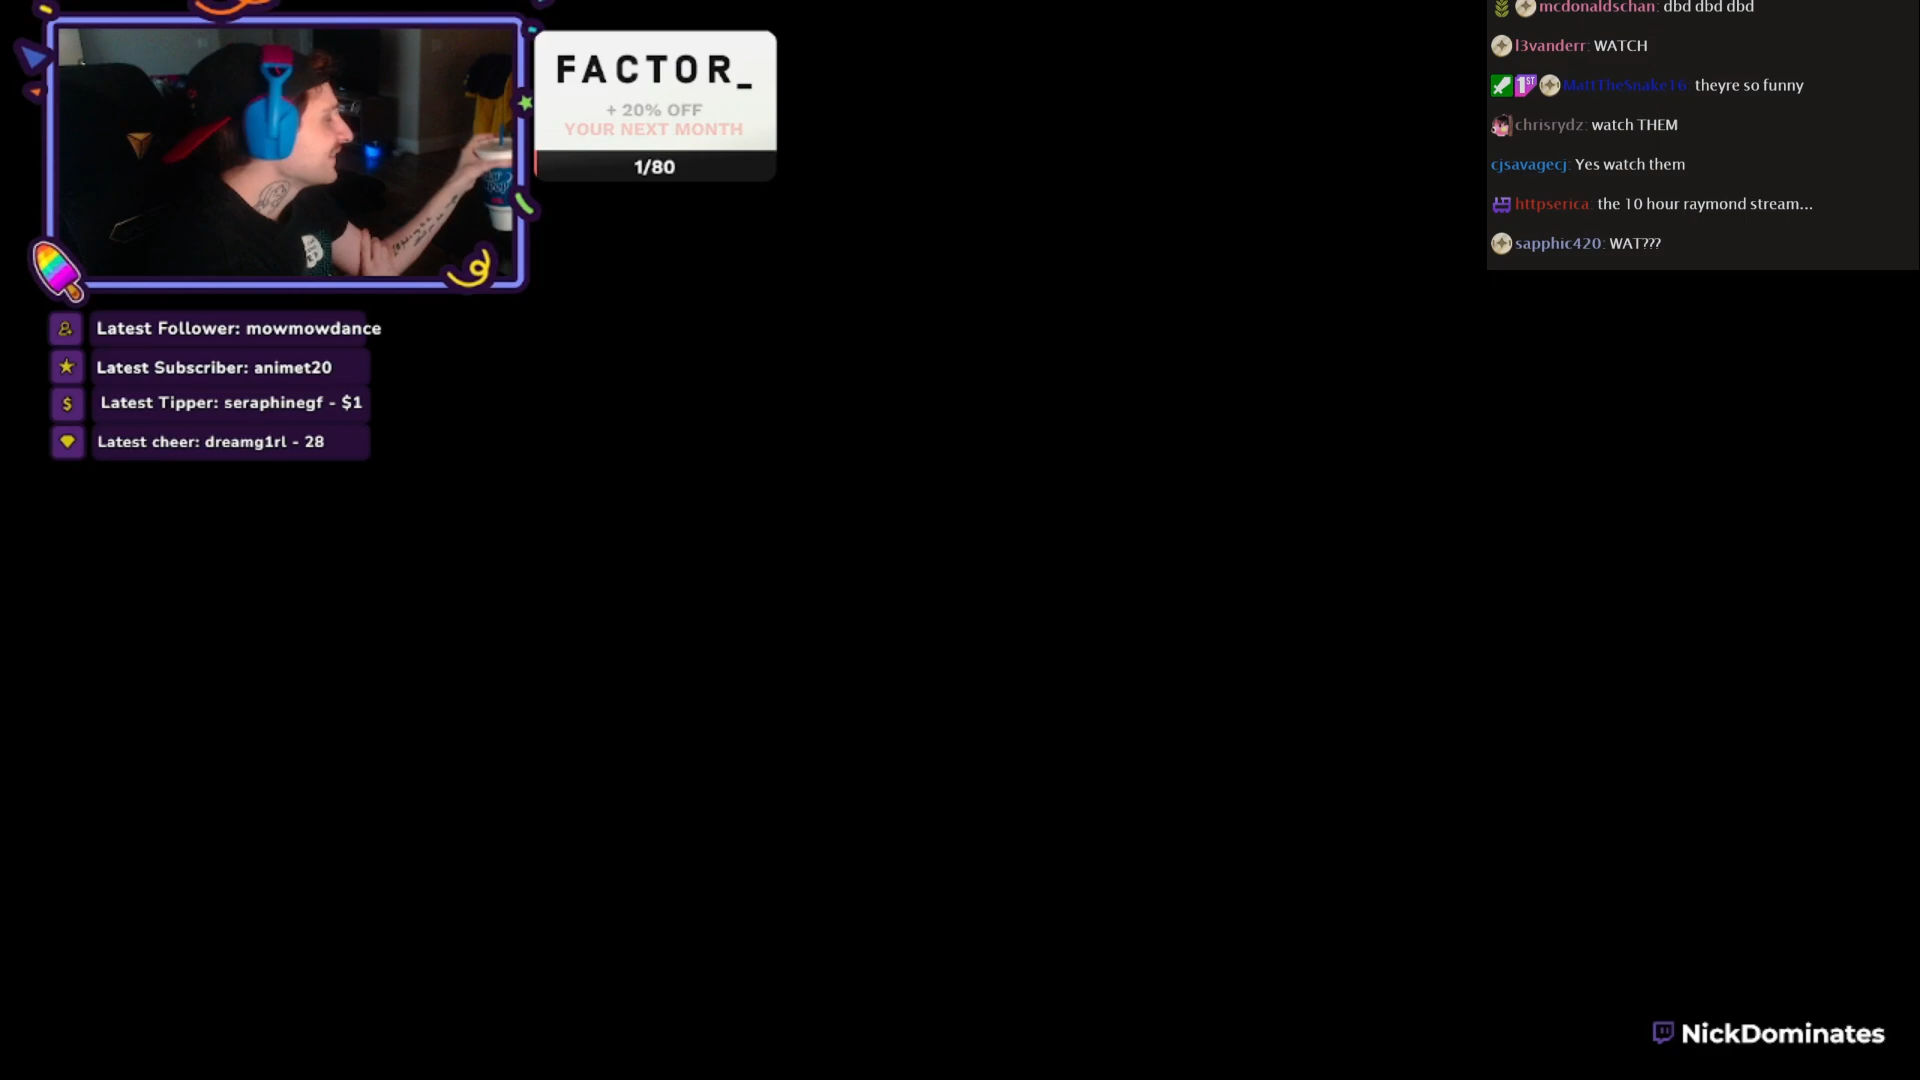 FACTOR_
+ 20% OFF
YOUR NEXT MONTH
1/80
Latest Follower: mowmowdance
Latest Subscriber: animet20
Latest Tipper: seraphinegf - $1
Latest cheer: dreamg1rl - 28
mcdonaldschan: dbd dbd dbd
l3vanderr: WATCH
1ST MattTheSnake16: theyre so funny
chrisrydz: watch THEM
cjsavagecj: Yes watch them
httpserica: the 10 hour raymond stream...
sapphic420: WAT???
NickDominates